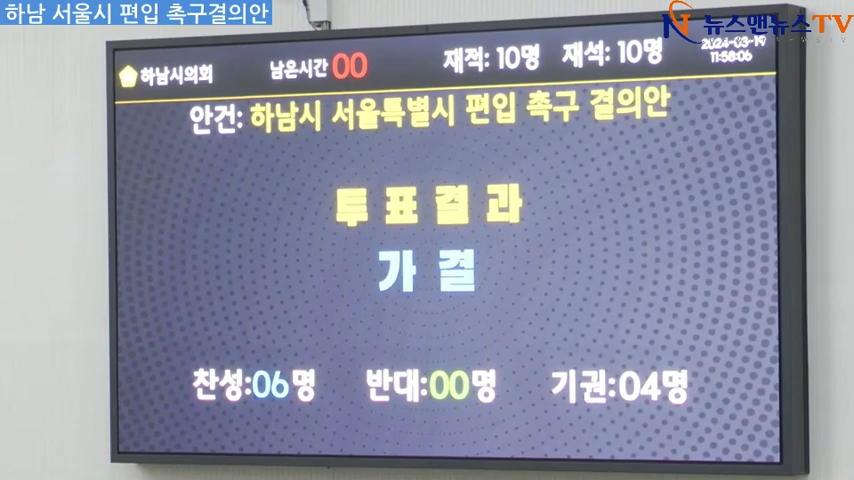 하남 서울시 편입 촉구결의안
뉴스앤뉴스TV
하남시의회 남은시간 00 재적: 10명 재석: 10명 2024-03-19
11:58:06
안건: 하남시 서울특별시 편입 촉구 결의안
투표결과
가결
찬성:06명 반대:00명 기권:04명